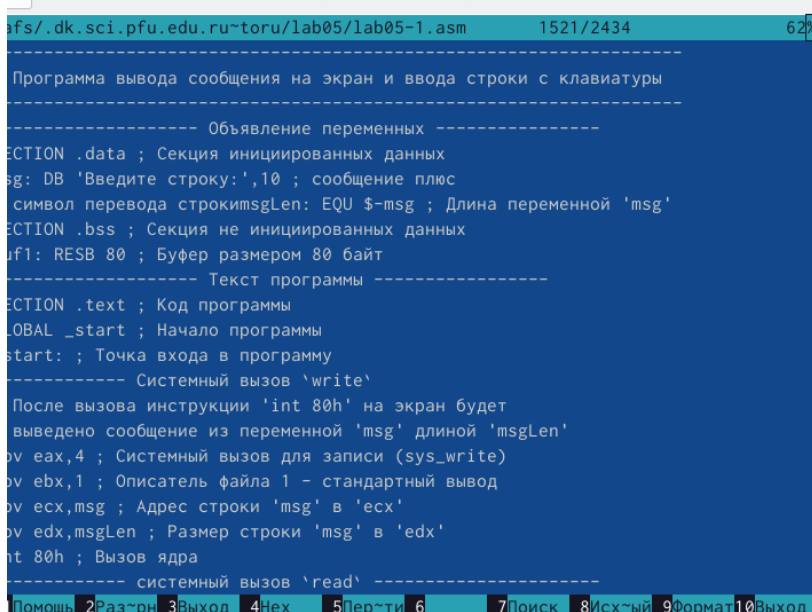 afs/.dk.sci.pfu.edu.ru~toru/lab05/lab05-1.asm 1521/2434 62%
------------------------------------------------------------
Программа вывода сообщения на экран и ввода строки с клавиатуры
------------------------------------------------------------
------------------ Объявление переменных ----------------
ECTION .data ; Секция инициированных данных
sg: DB 'Введите строку:',10 ; сообщение плюс
символ перевода строкиmsgLen: EQU $-msg ; Длина переменной 'msg'
ECTION .bss ; Секция не инициированных данных
uf1: RESB 80 ; Буфер размером 80 байт
------------------ Текст программы -----------------
ECTION .text ; Код программы
LOBAL _start ; Начало программы
start: ; Точка входа в программу
------------ Системный вызов `write`
После вызова инструкции 'int 80h' на экран будет
выведено сообщение из переменной 'msg' длиной 'msgLen'
ov eax,4 ; Системный вызов для записи (sys_write)
ov ebx,1 ; Описатель файла 1 - стандартный вывод
ov ecx,msg ; Адрес строки 'msg' в 'ecx'
ov edx,msgLen ; Размер строки 'msg' в 'edx'
nt 80h ; Вызов ядра
------------ системный вызов `read` ----------------------
1Помощь 2Раз~рн 3Выход 4Hex 5Пер~ти 6 7Поиск 8Исх~ый 9Формат 10Выход